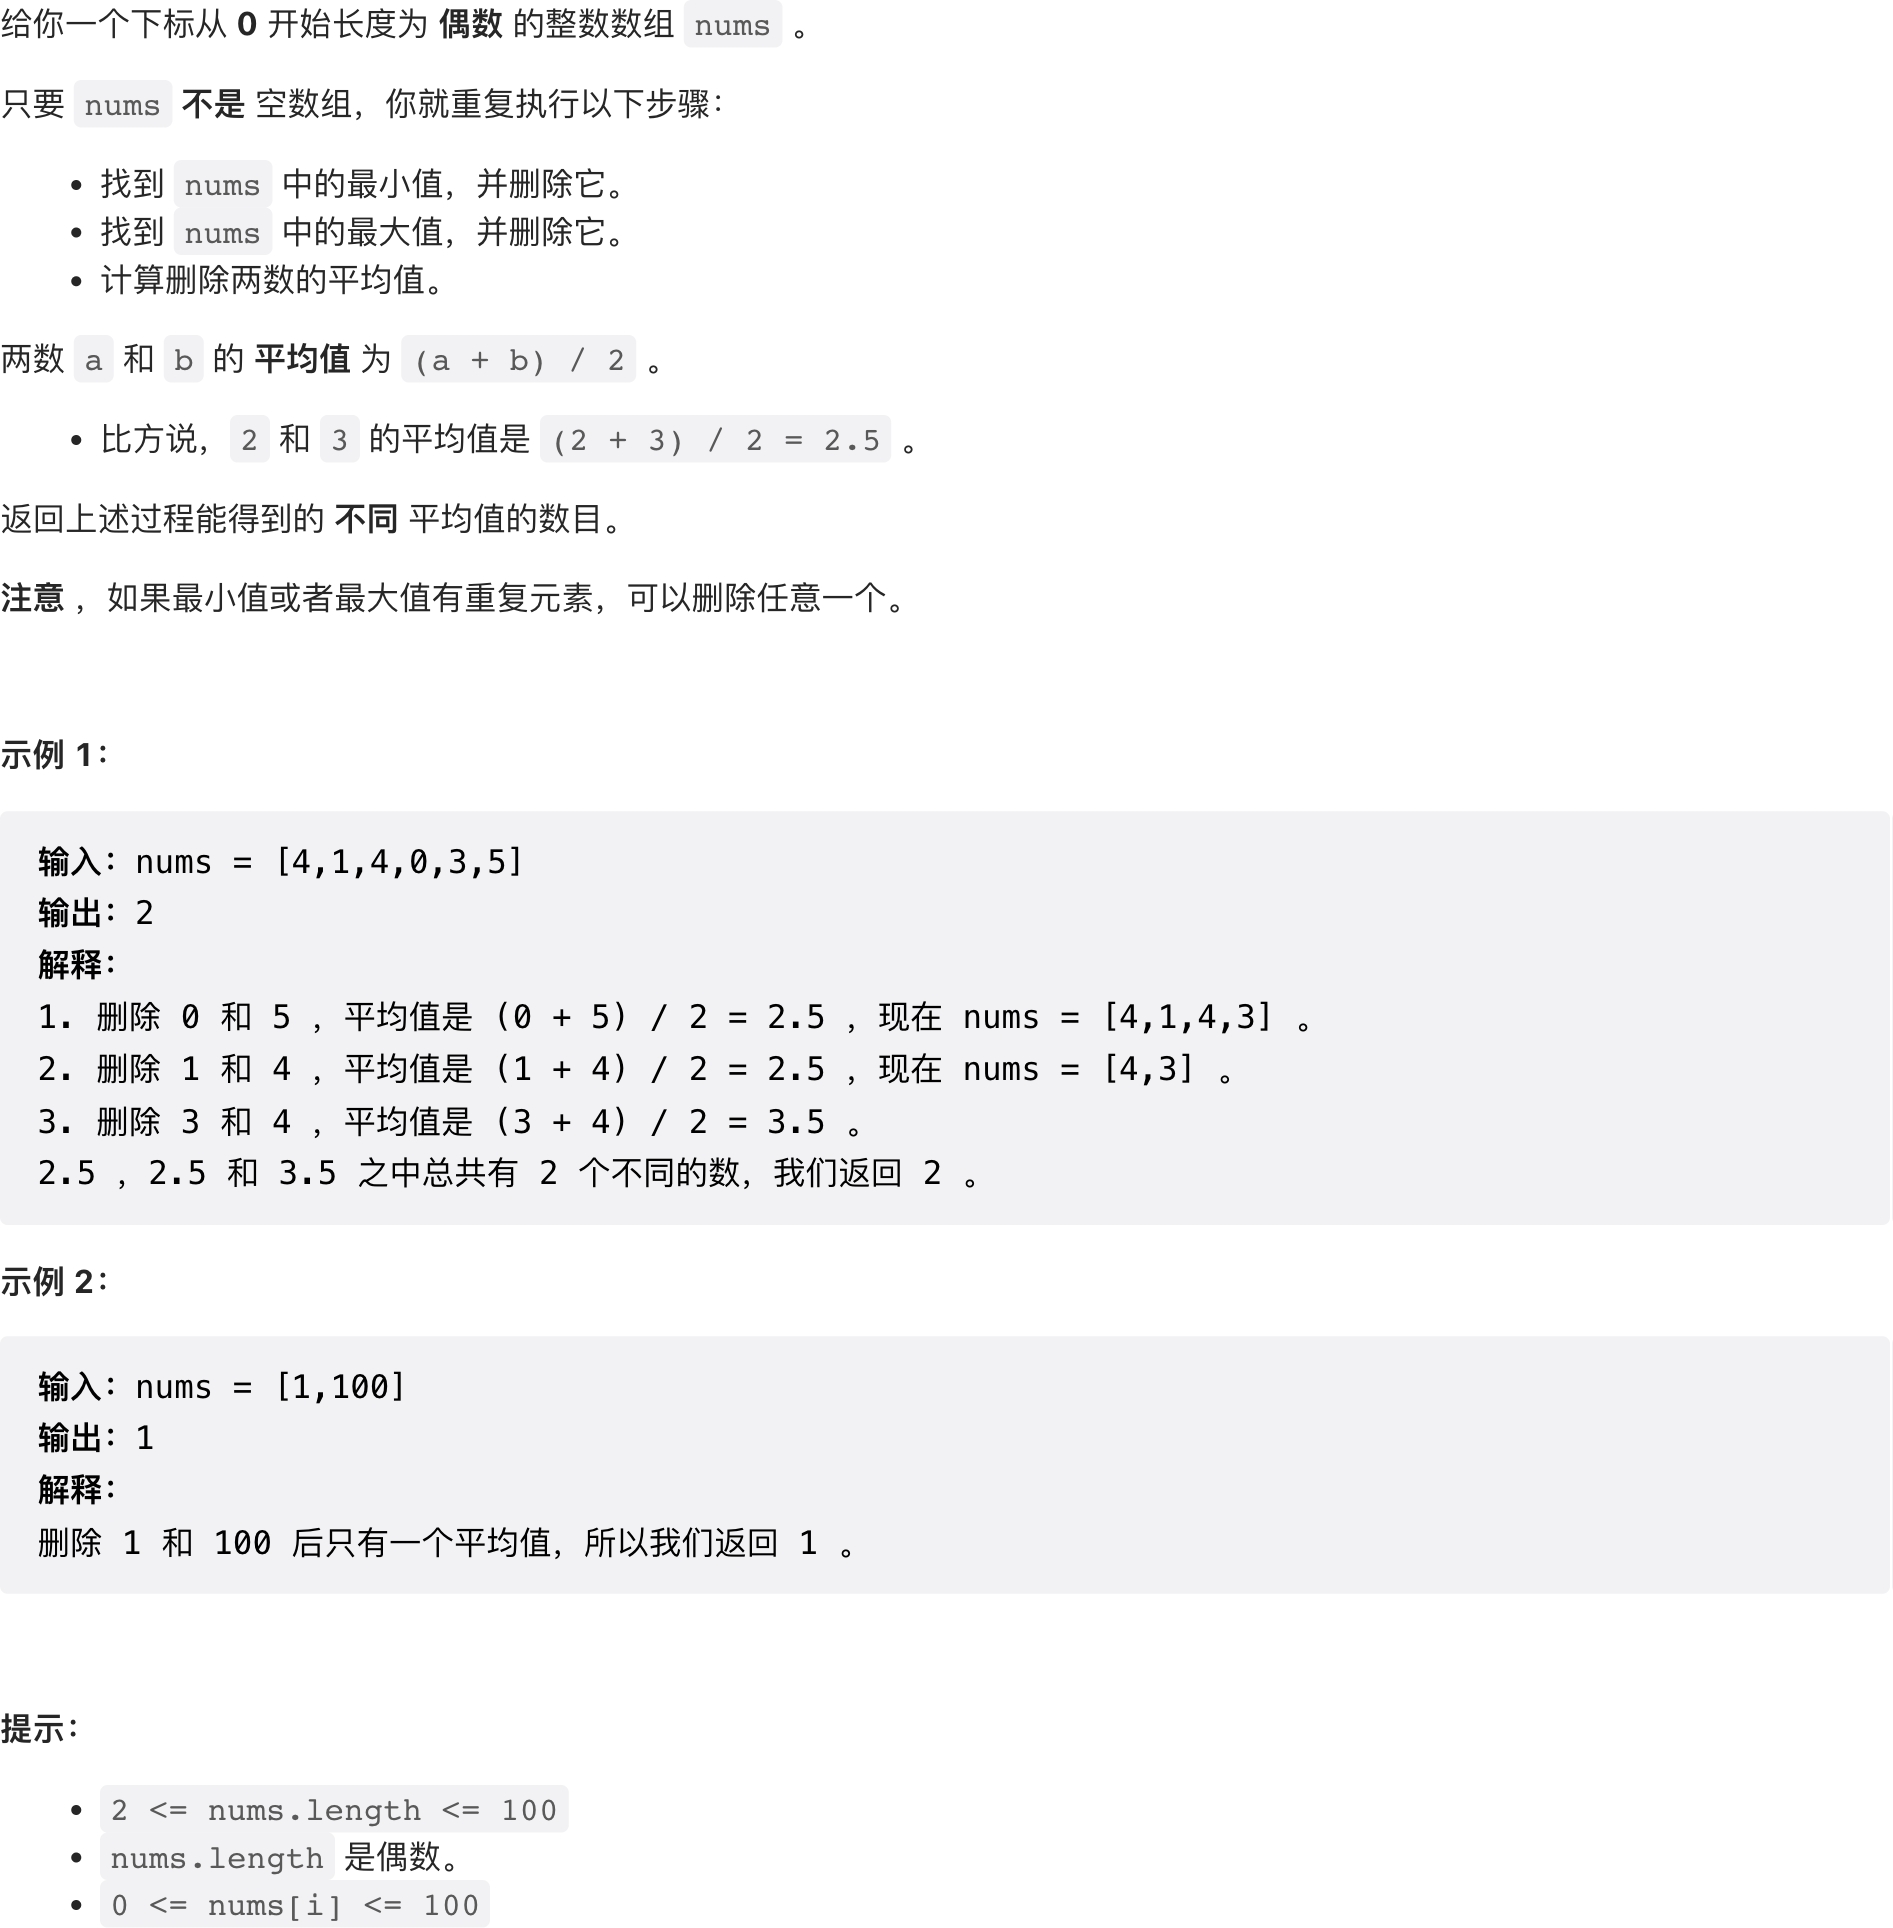 给你一个下标从 0 开始长度为 偶数 的整数数组 nums 。
只要 nums 不是 空数组，你就重复执行以下步骤：
• 找到 nums 中的最小值，并删除它。
• 找到 nums 中的最大值，并删除它。
• 计算删除两数的平均值。
两数 a 和 b 的 平均值 为 (a + b) / 2 。
• 比方说，2 和 3 的平均值是 (2 + 3) / 2 = 2.5 。
返回上述过程能得到的 不同 平均值的数目。
注意 ，如果最小值或者最大值有重复元素，可以删除任意一个。
示例 1：
输入：nums = [4,1,4,0,3,5]
输出：2
解释：
1. 删除 0 和 5 ，平均值是 (0 + 5) / 2 = 2.5 ，现在 nums = [4,1,4,3] 。
2. 删除 1 和 4 ，平均值是 (1 + 4) / 2 = 2.5 ，现在 nums = [4,3] 。
3. 删除 3 和 4 ，平均值是 (3 + 4) / 2 = 3.5 。
2.5 ，2.5 和 3.5 之中总共有 2 个不同的数，我们返回 2 。
示例 2：
输入：nums = [1,100]
输出：1
解释：
删除 1 和 100 后只有一个平均值，所以我们返回 1 。
提示：
• 2 <= nums.length <= 100
• nums.length 是偶数。
• 0 <= nums[i] <= 100